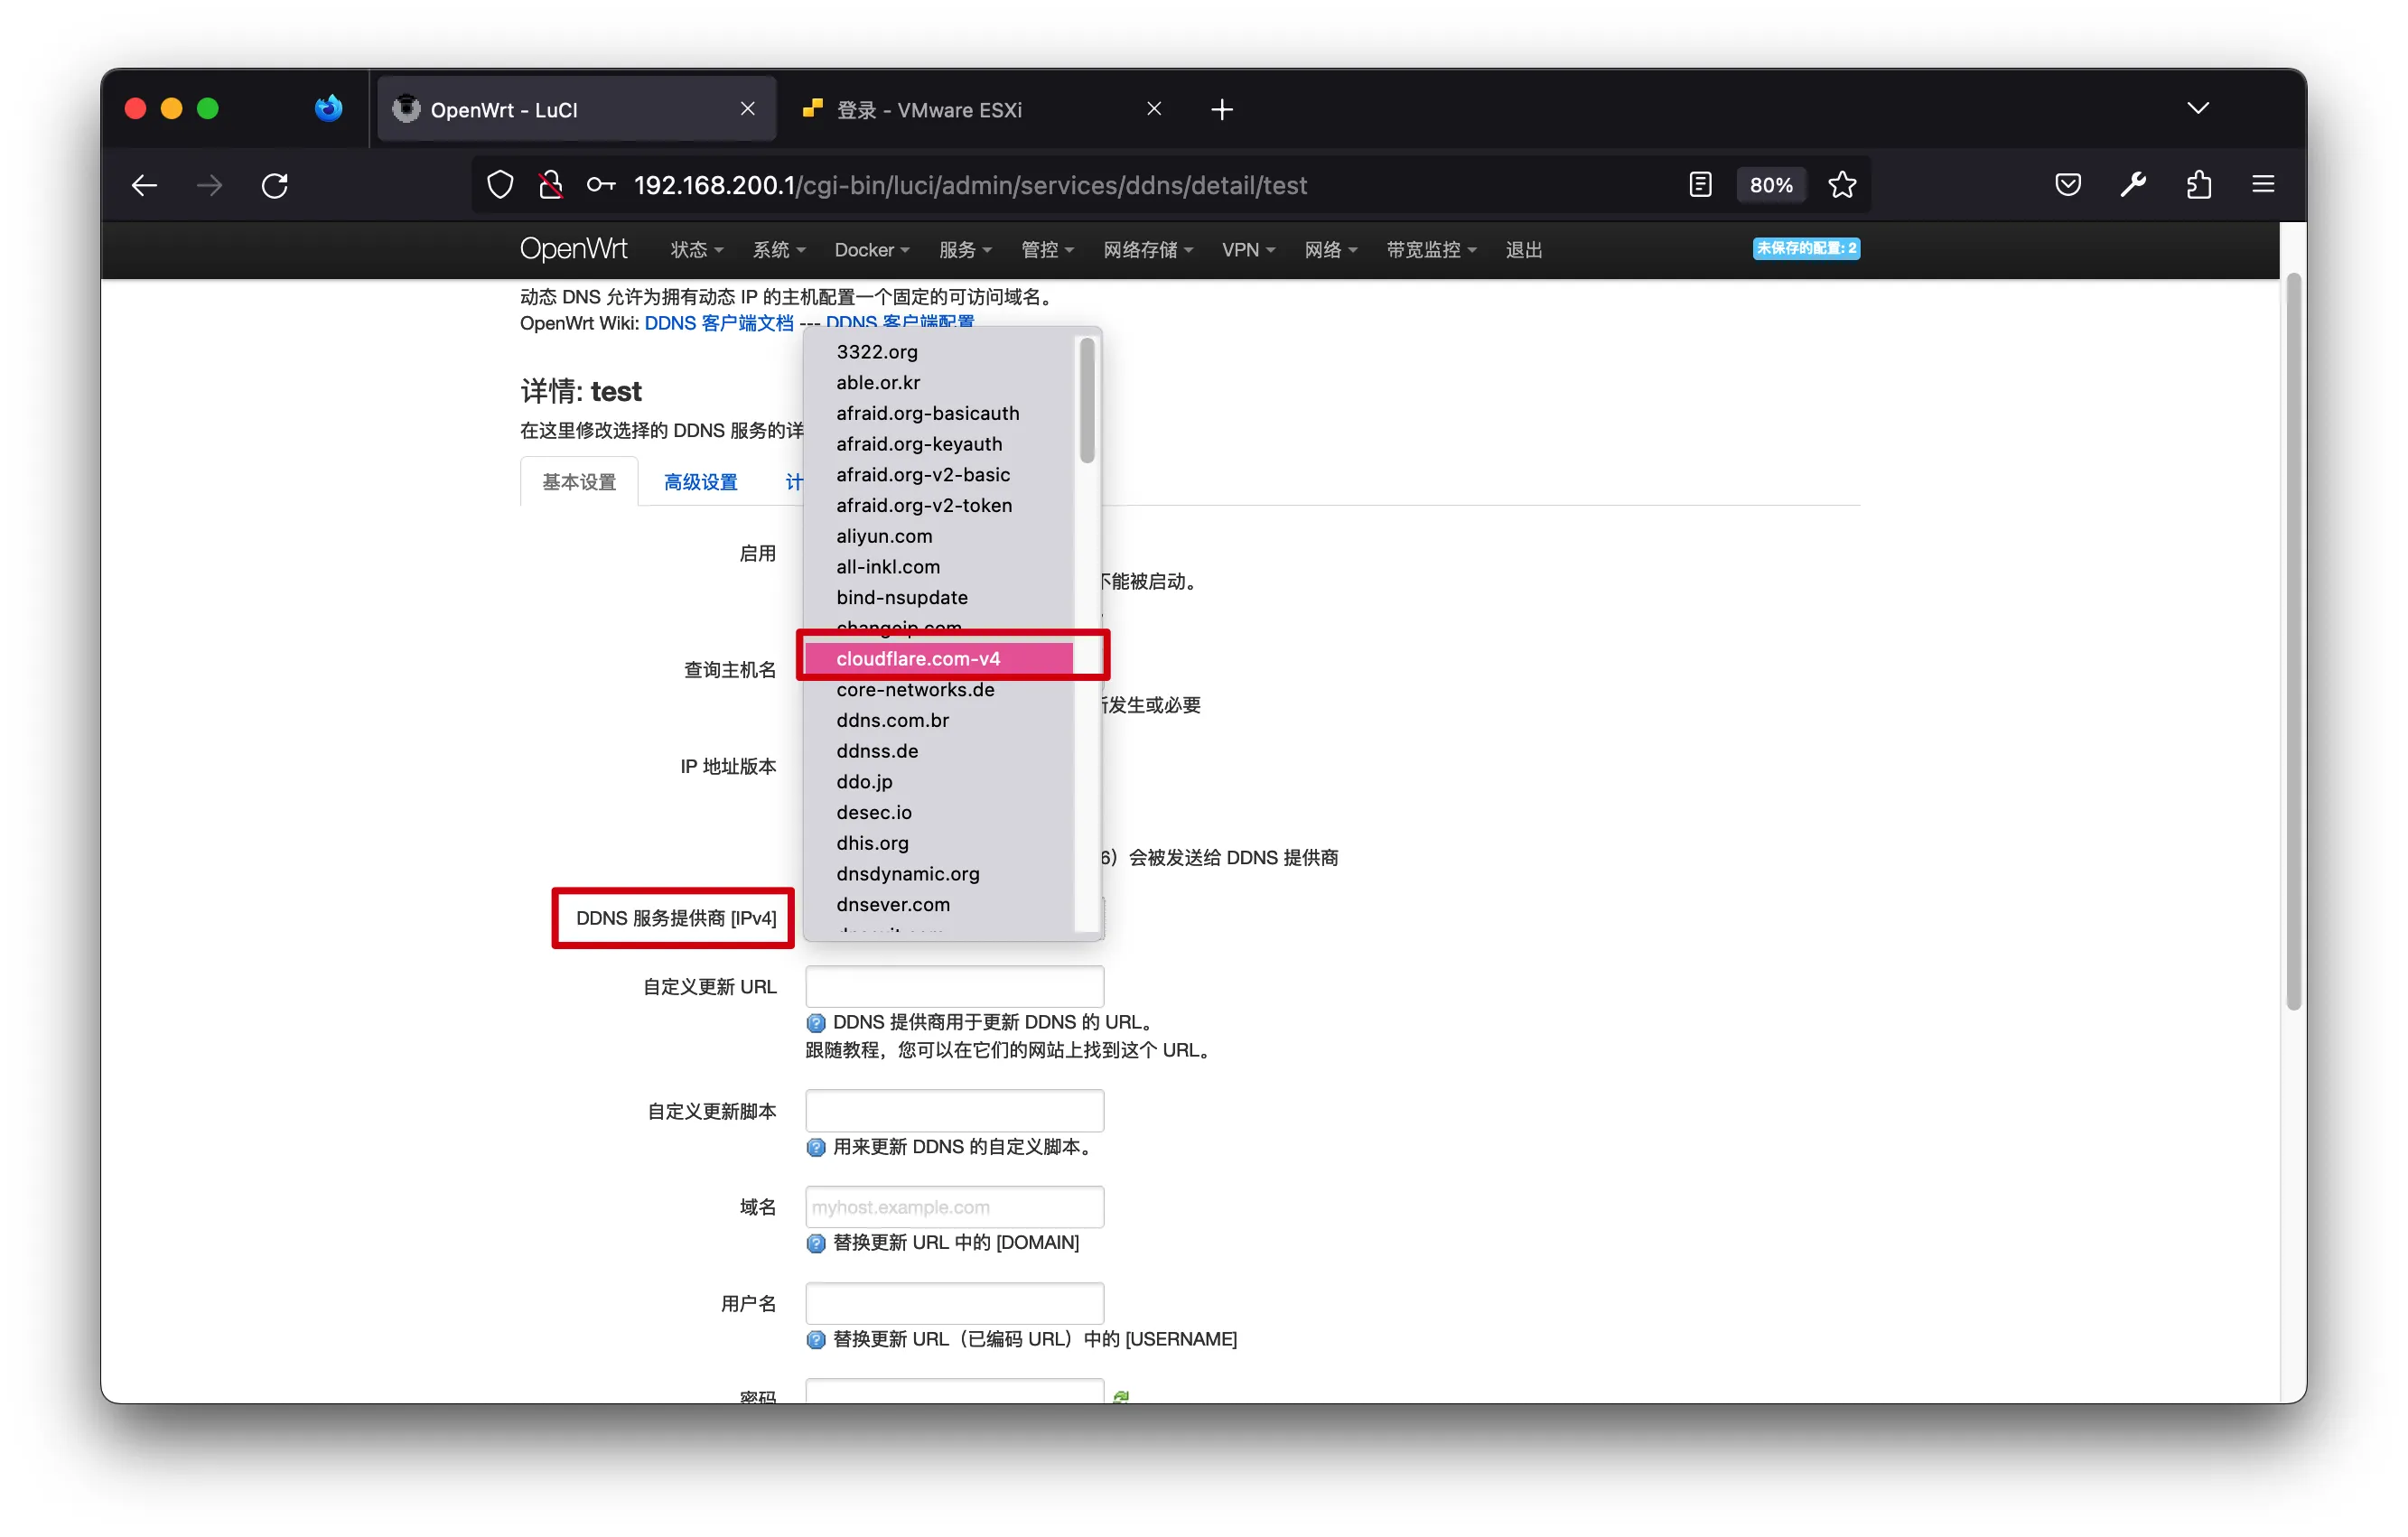 OpenWrt - LuCI
登录 - VMware ESXi
192.168.200.1/cgi-bin/luci/admin/services/ddns/detail/test
80%
OpenWrt 状态 系统 Docker 服务 管控 网络存储 VPN 网络 带宽监控 退出 未保存的配置: 2
动态 DNS 允许为拥有动态 IP 的主机配置一个固定的可访问域名。
OpenWrt Wiki: DDNS 客户端文档 --- DDNS 客户端配置
详情: test
在这里修改选择的 DDNS 服务的详
基本设置 高级设置 计
3322.org
able.or.kr
afraid.org-basicauth
afraid.org-keyauth
afraid.org-v2-basic
afraid.org-v2-token
aliyun.com
all-inkl.com
bind-nsupdate
changeip.com
cloudflare.com-v4
core-networks.de
ddns.com.br
ddnss.de
ddo.jp
desec.io
dhis.org
dnsdynamic.org
dnsever.com
启用
不能被启动。
查询主机名
发生或必要
IP 地址版本
6）会被发送给 DDNS 提供商
DDNS 服务提供商 [IPv4]
自定义更新 URL
DDNS 提供商用于更新 DDNS 的 URL。
跟随教程，您可以在它们的网站上找到这个 URL。
自定义更新脚本
用来更新 DDNS 的自定义脚本。
域名 myhost.example.com
替换更新 URL 中的 [DOMAIN]
用户名
替换更新 URL（已编码 URL）中的 [USERNAME]
密码